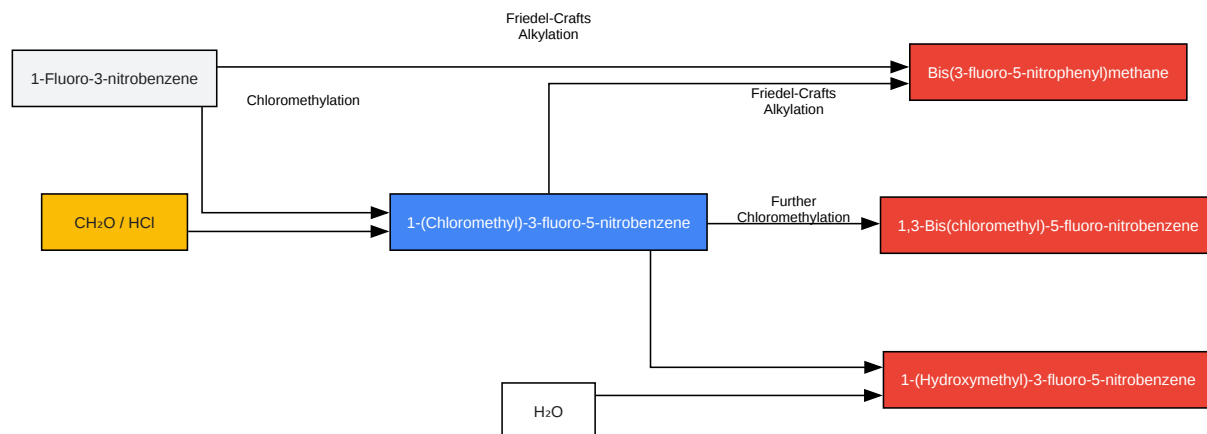 Friedel-Crafts
Alkylation
1-Fluoro-3-nitrobenzene
Bis(3-fluoro-5-nitrophenyl)methane
Chloromethylation
Friedel-Crafts
Alkylation
CH₂O / HCl
1-(Chloromethyl)-3-fluoro-5-nitrobenzene
Further
Chloromethylation
1,3-Bis(chloromethyl)-5-fluoro-nitrobenzene
1-(Hydroxymethyl)-3-fluoro-5-nitrobenzene
H₂O